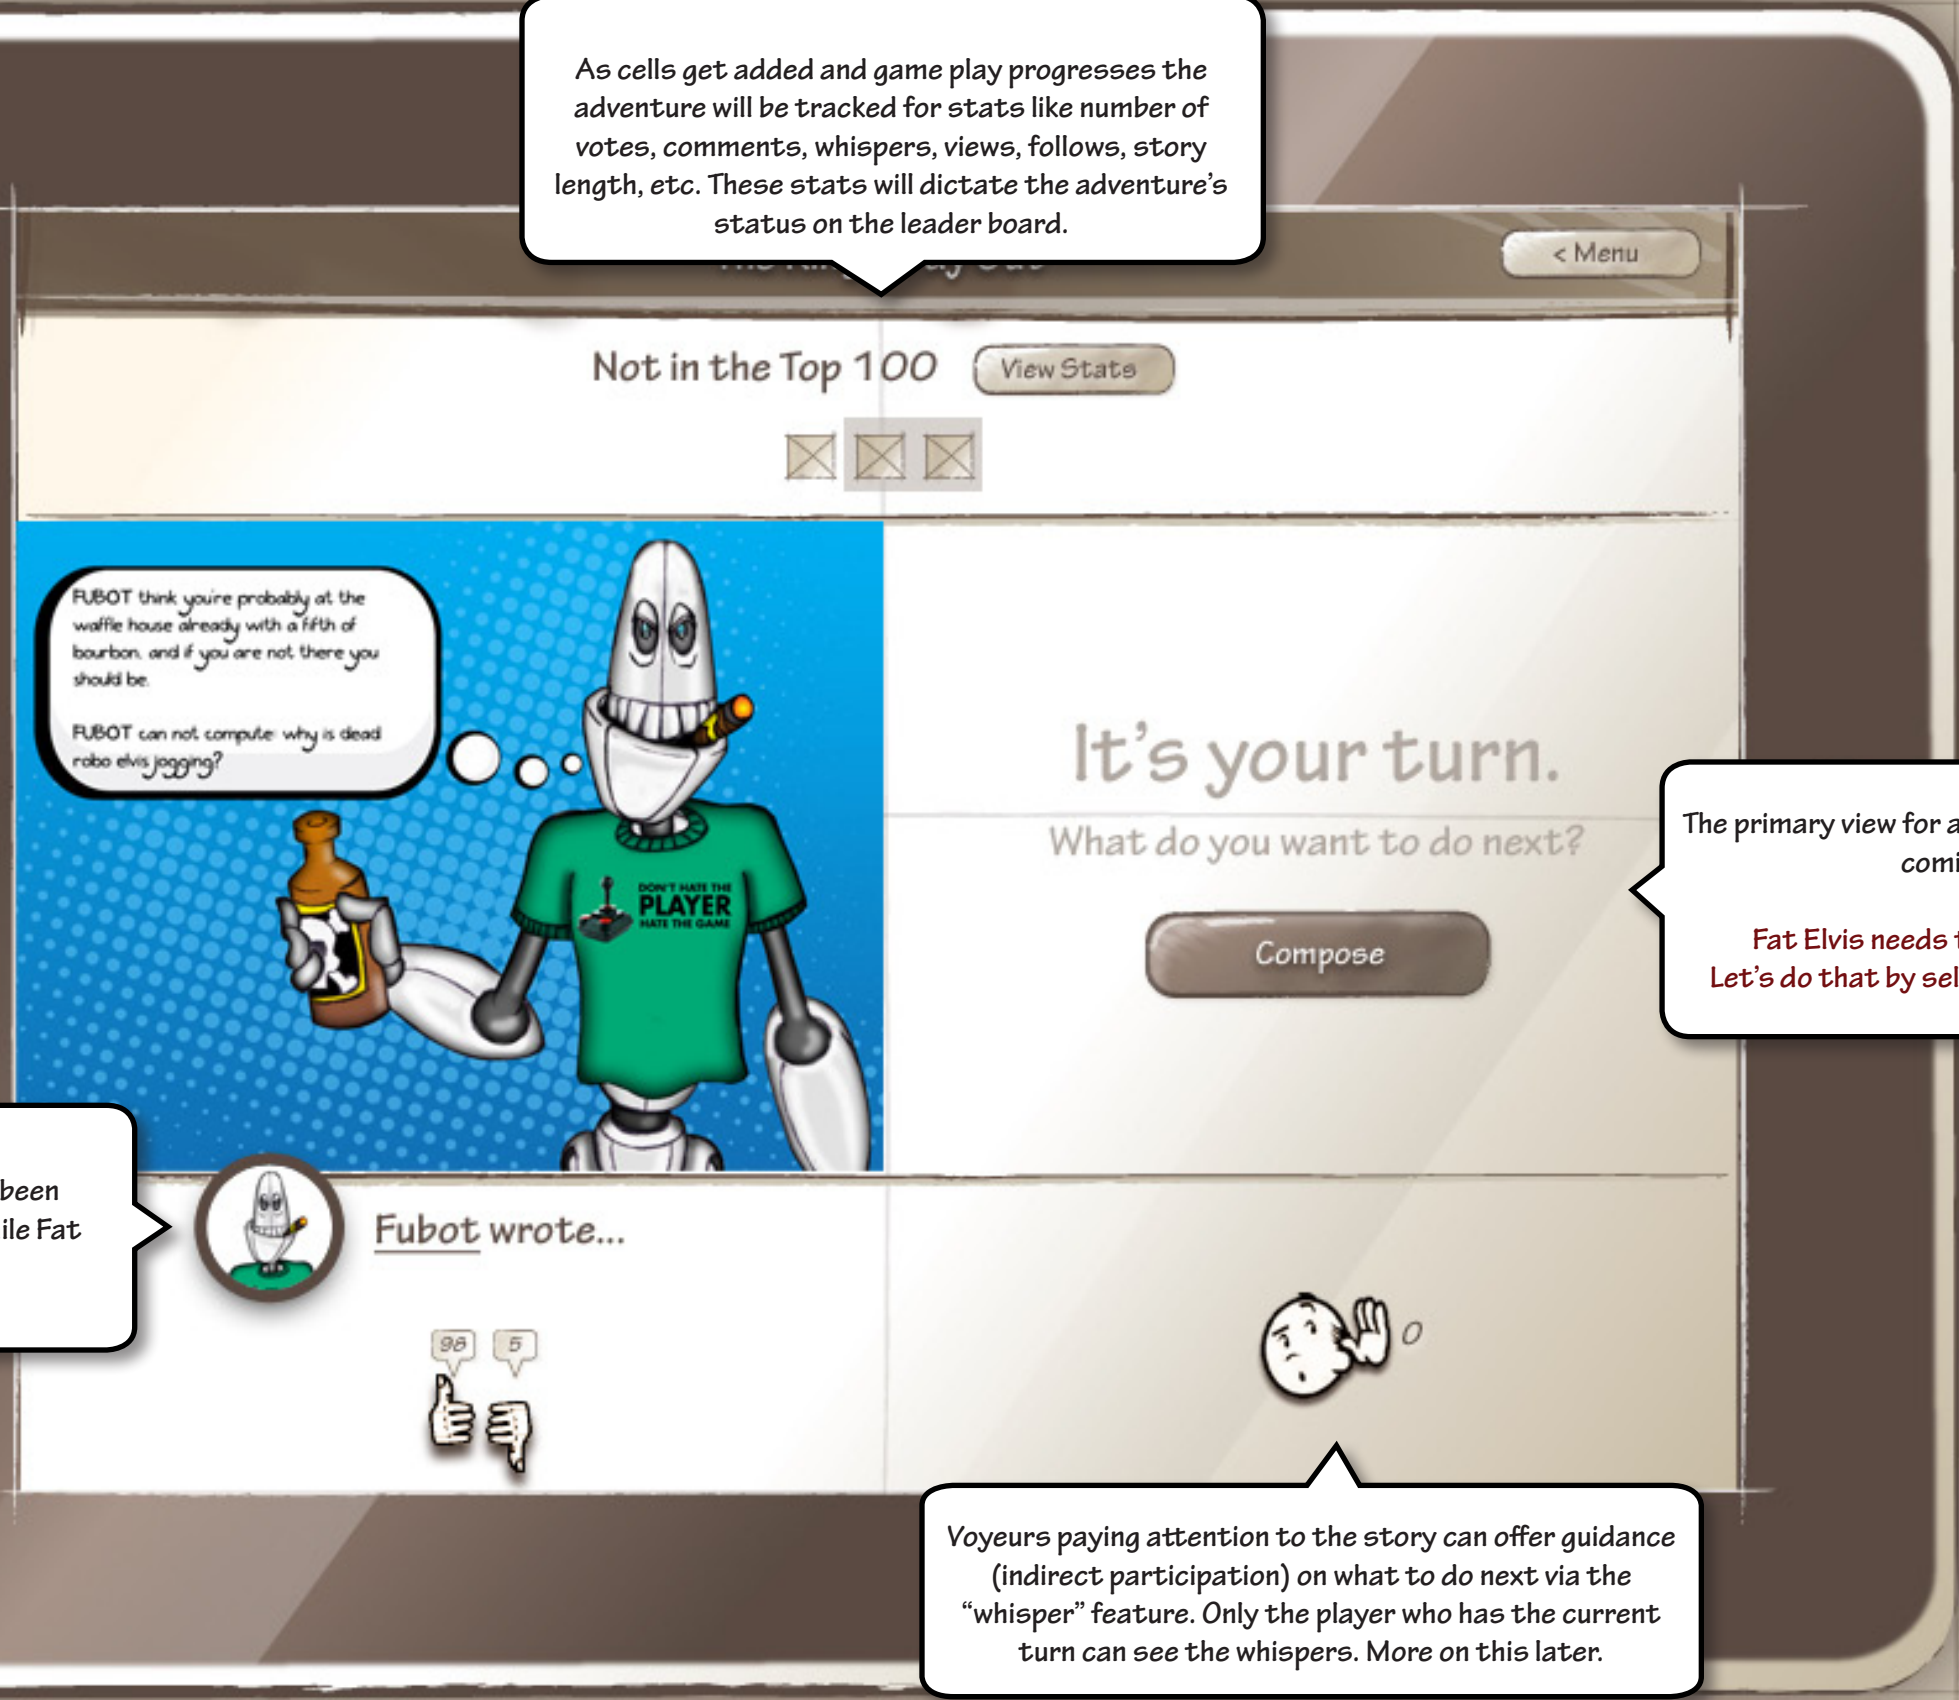 As cells get added and game play progresses the
adventure will be tracked for stats like number of
votes, comments, whispers, views, follows, story
length, etc. These stats will dictate the adventure's
status on the leader board.
< Menu
Not in the Top 100
View Stats
FUBOT think you're probably at the
waffle house already with a fifth of
bourbon. and if you are not there you
should be.
FUBOT can not compute: why is dead
robo elvis jogging?
DON'T HATE THE
PLAYER
HATE THE GAME
It's your turn.
What do you want to do next?
Compose
The primary view for a
comi
Fat Elvis needs t
Let's do that by sel
been
ile Fat
Fubot wrote...
98
5
0
Voyeurs paying attention to the story can offer guidance
(indirect participation) on what to do next via the
“whisper” feature. Only the player who has the current
turn can see the whispers. More on this later.